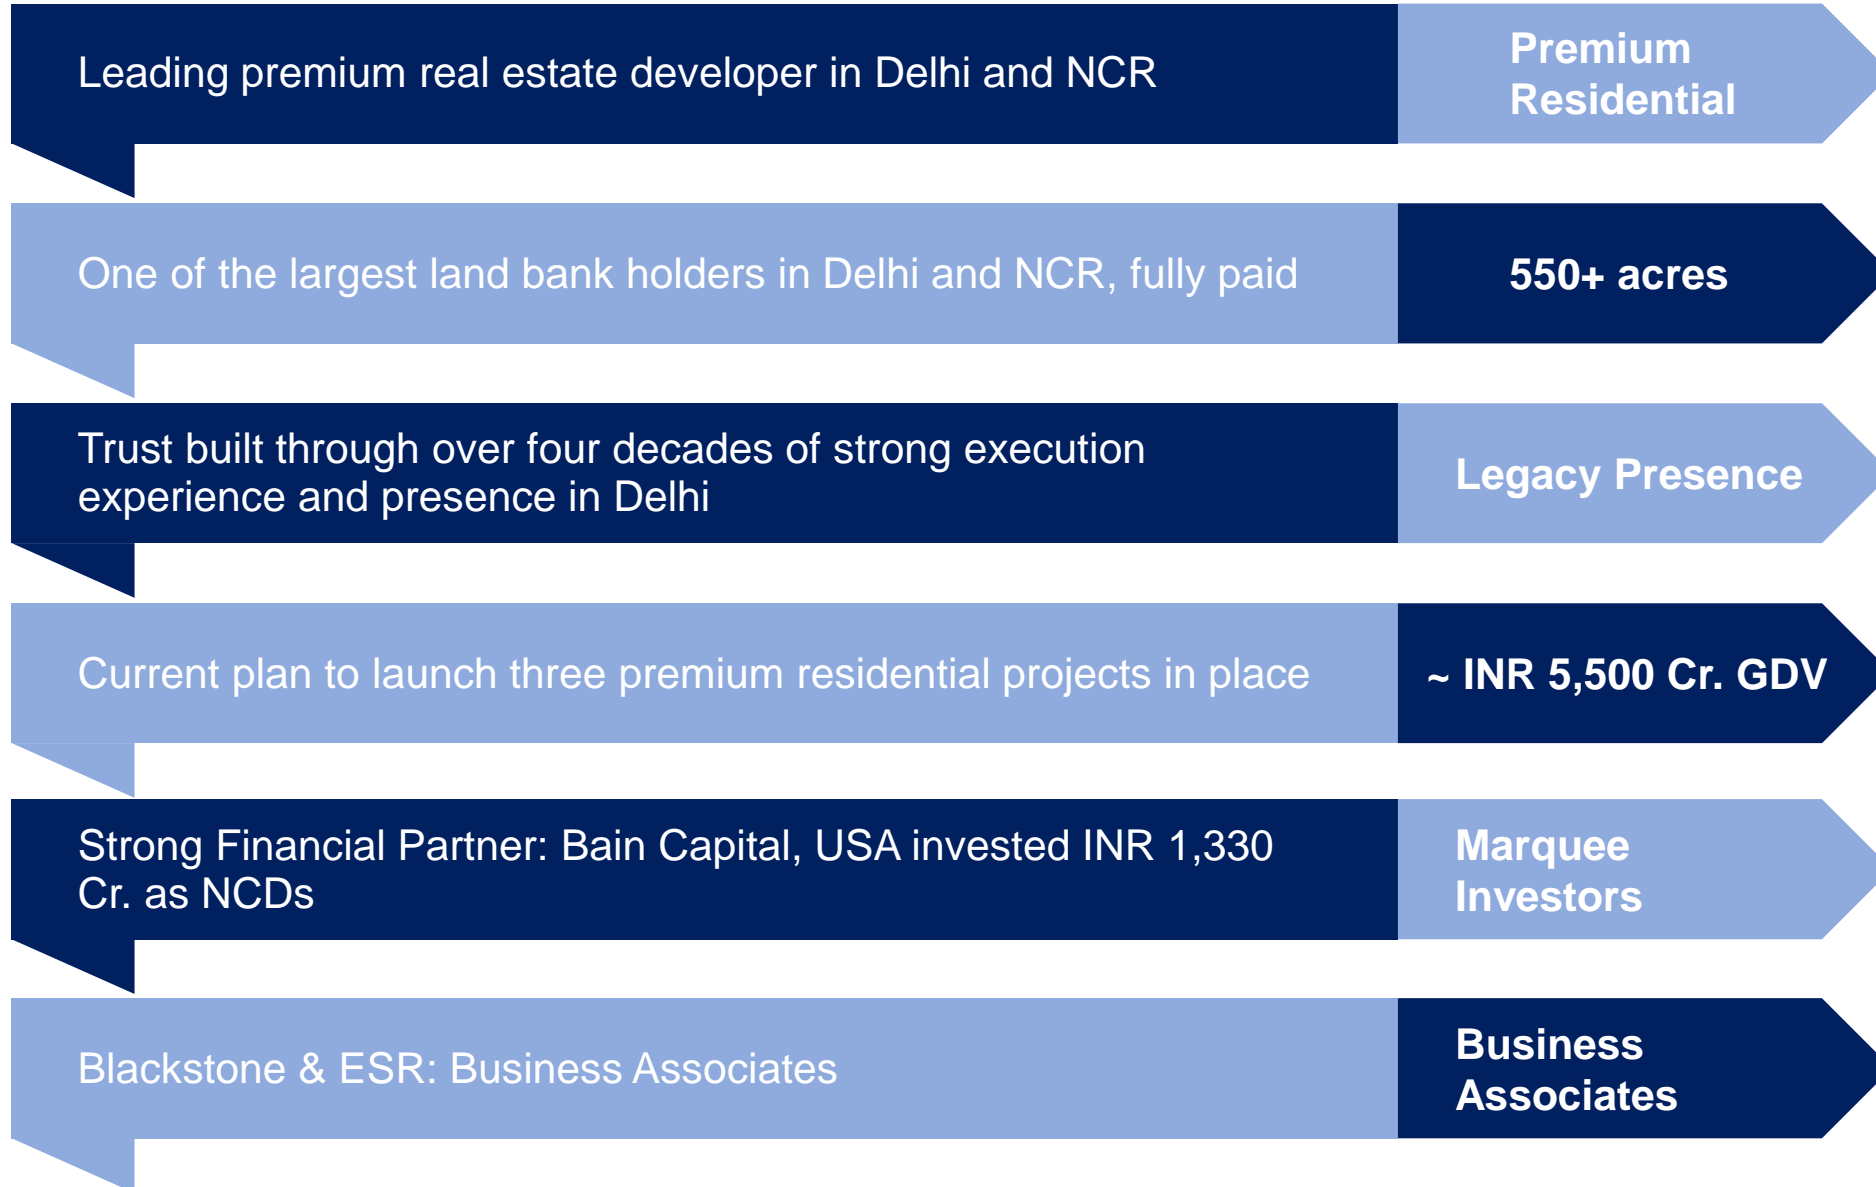 Leading premium real estate developer in Delhi and NCR
Premium
Residential
One of the largest land bank holders in Delhi and NCR, fully paid
550+ acres
Trust built through over four decades of strong execution
experience and presence in Delhi
Legacy Presence
Current plan to launch three premium residential projects in place
~ INR 5,500 Cr. GDV
Strong Financial Partner: Bain Capital, USA invested INR 1,330
Cr. as NCDs
Marquee
Investors
Blackstone & ESR: Business Associates
Business
Associates